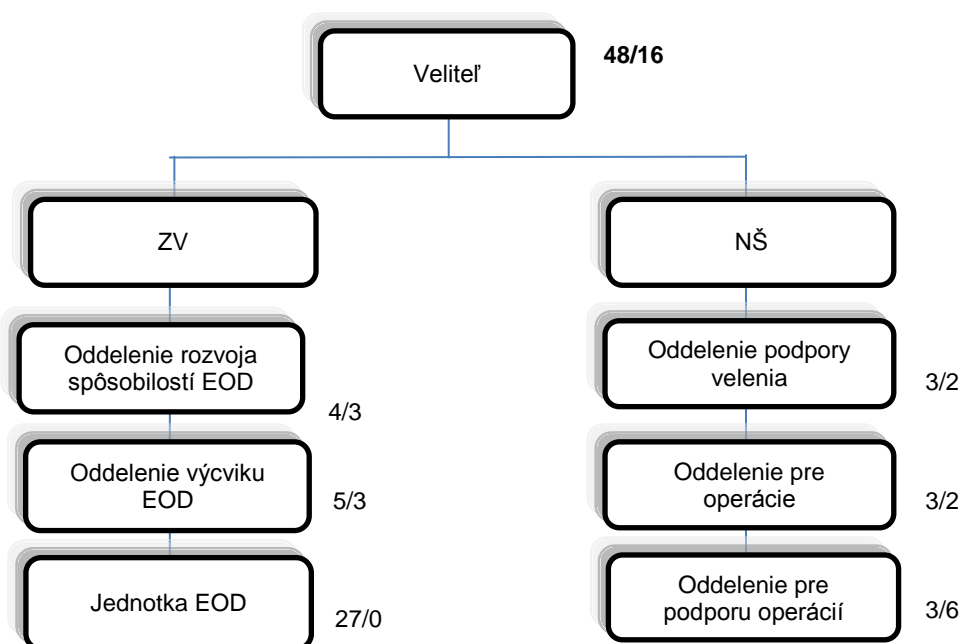 Veliteľ
48/16
ZV
NŠ
Oddelenie rozvoja
spôsobilostí EOD
4/3
Oddelenie podpory
velenia
3/2
Oddelenie výcviku
EOD
5/3
Oddelenie pre
operácie
3/2
Jednotka EOD
27/0
Oddelenie pre
podporu operácií
3/6